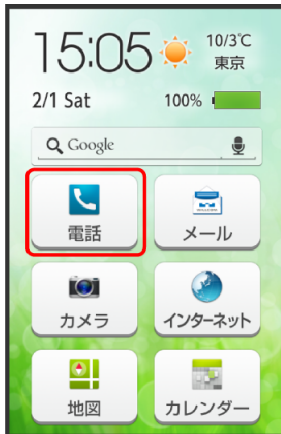 15:05
10/3℃
東京
2/1 Sat
100%
Google
電話
メール
カメラ
インターネット
地図
カレンダー